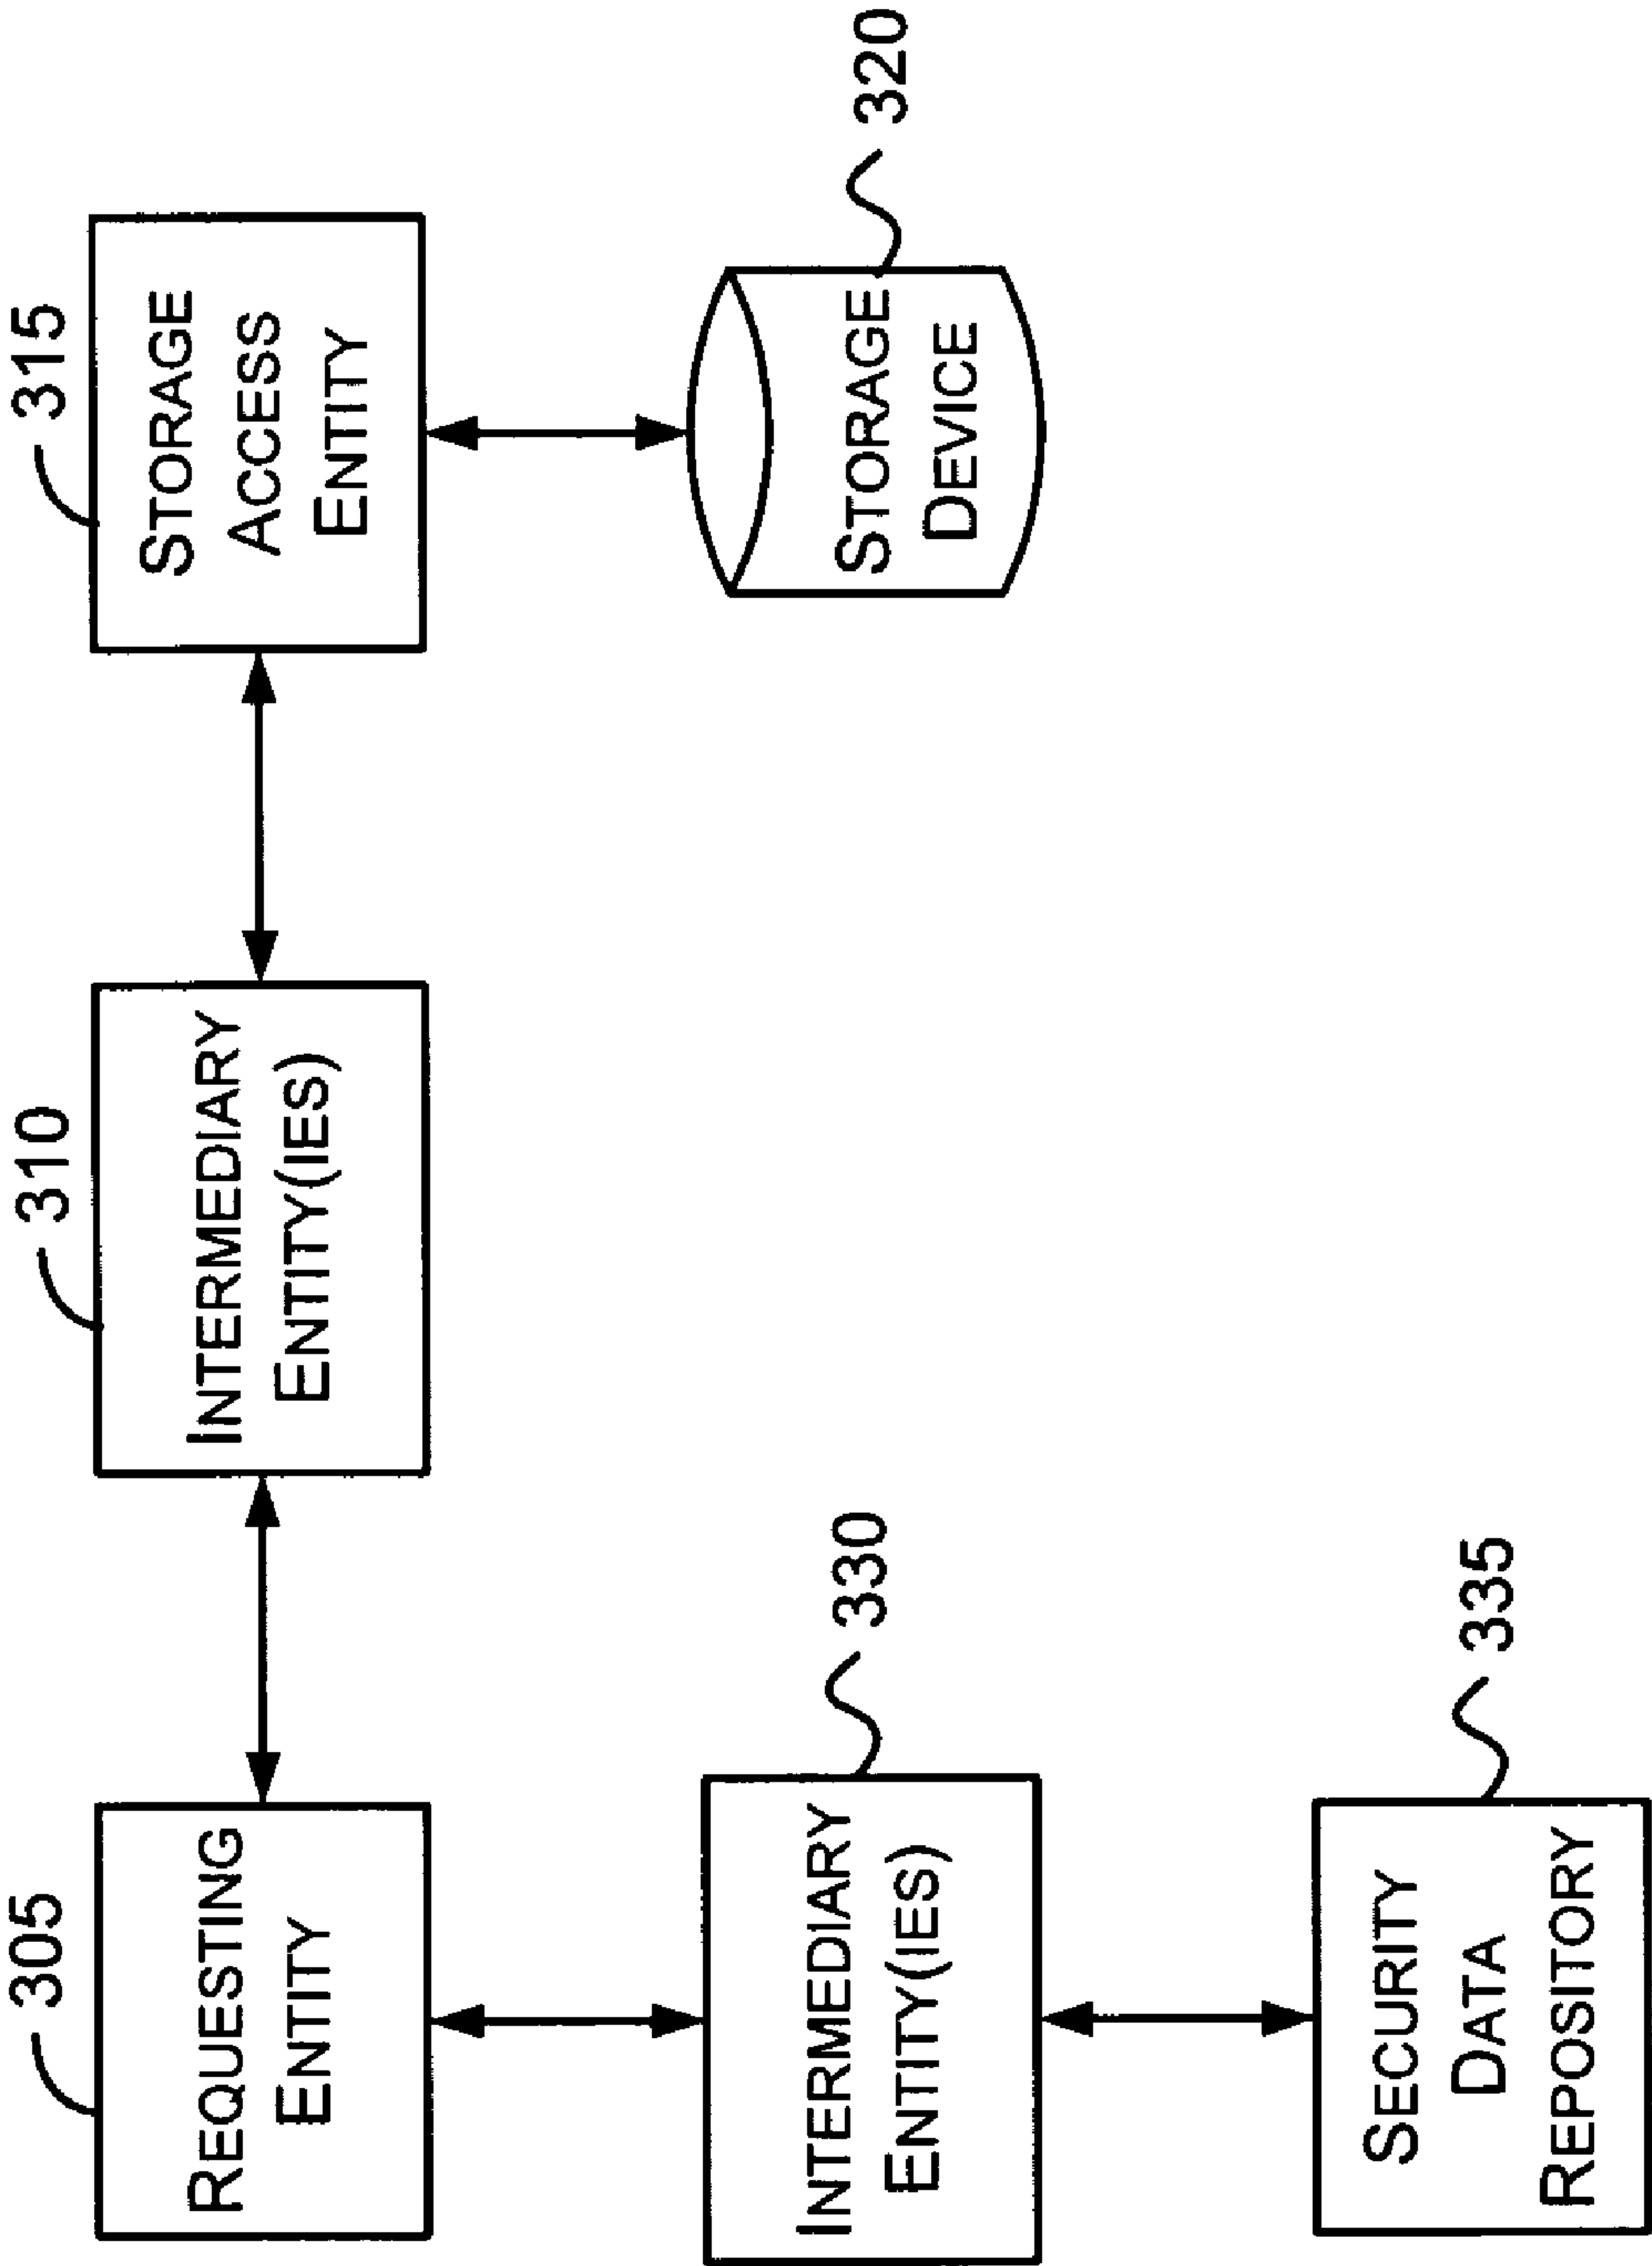 305
REQUESTING
ENTITY
310
INTERMEDIARY
ENTITY(IES)
315
STORAGE
ACCESS
ENTITY
330
INTERMEDIARY
ENTITY(IES)
320
STORAGE
DEVICE
335
SECURITY
DATA
REPOSITORY